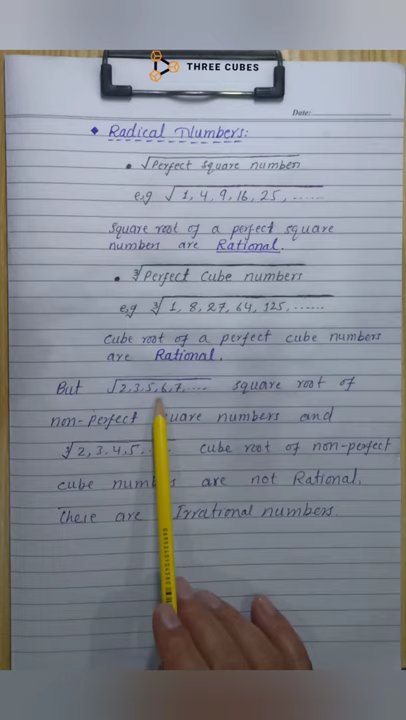 THREE CUBES
Date:
◆ Radical Numbers:
• √Perfect square number
e.g √1, 4, 9, 16, 25, ......
Square root of a perfect square
numbers are Rational.
• ∛Perfect Cube numbers
e.g ∛1, 8, 27, 64, 125, ......
Cube root of a perfect cube numbers
are Rational.
But √2,3,5,6,7,.... square root of
non-perfect square numbers and
∛2, 3, 4, 5, ... cube root of non-perfect
cube numbers are not Rational.
These are Irrational numbers.